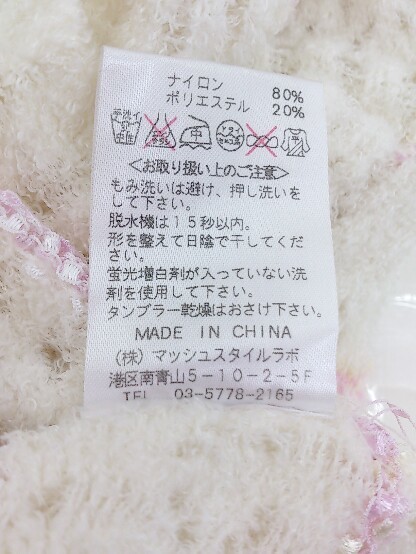 ナイロン 80%
ポリエステル 20%
手洗イ
中性
<お取り扱い上のご注意>
もみ洗いは避け、押し洗いを
して下さい。
脱水機は15秒以内。
形を整えて日陰で干してくだ
さい。
蛍光増白剤が入っていない洗
剤を使用して下さい。
タンブラー乾燥はおさけ下さい。
MADE IN CHINA
(株)マッシュスタイルラボ
港区南青山5-10-2-5F
TEL 03-5778-2165